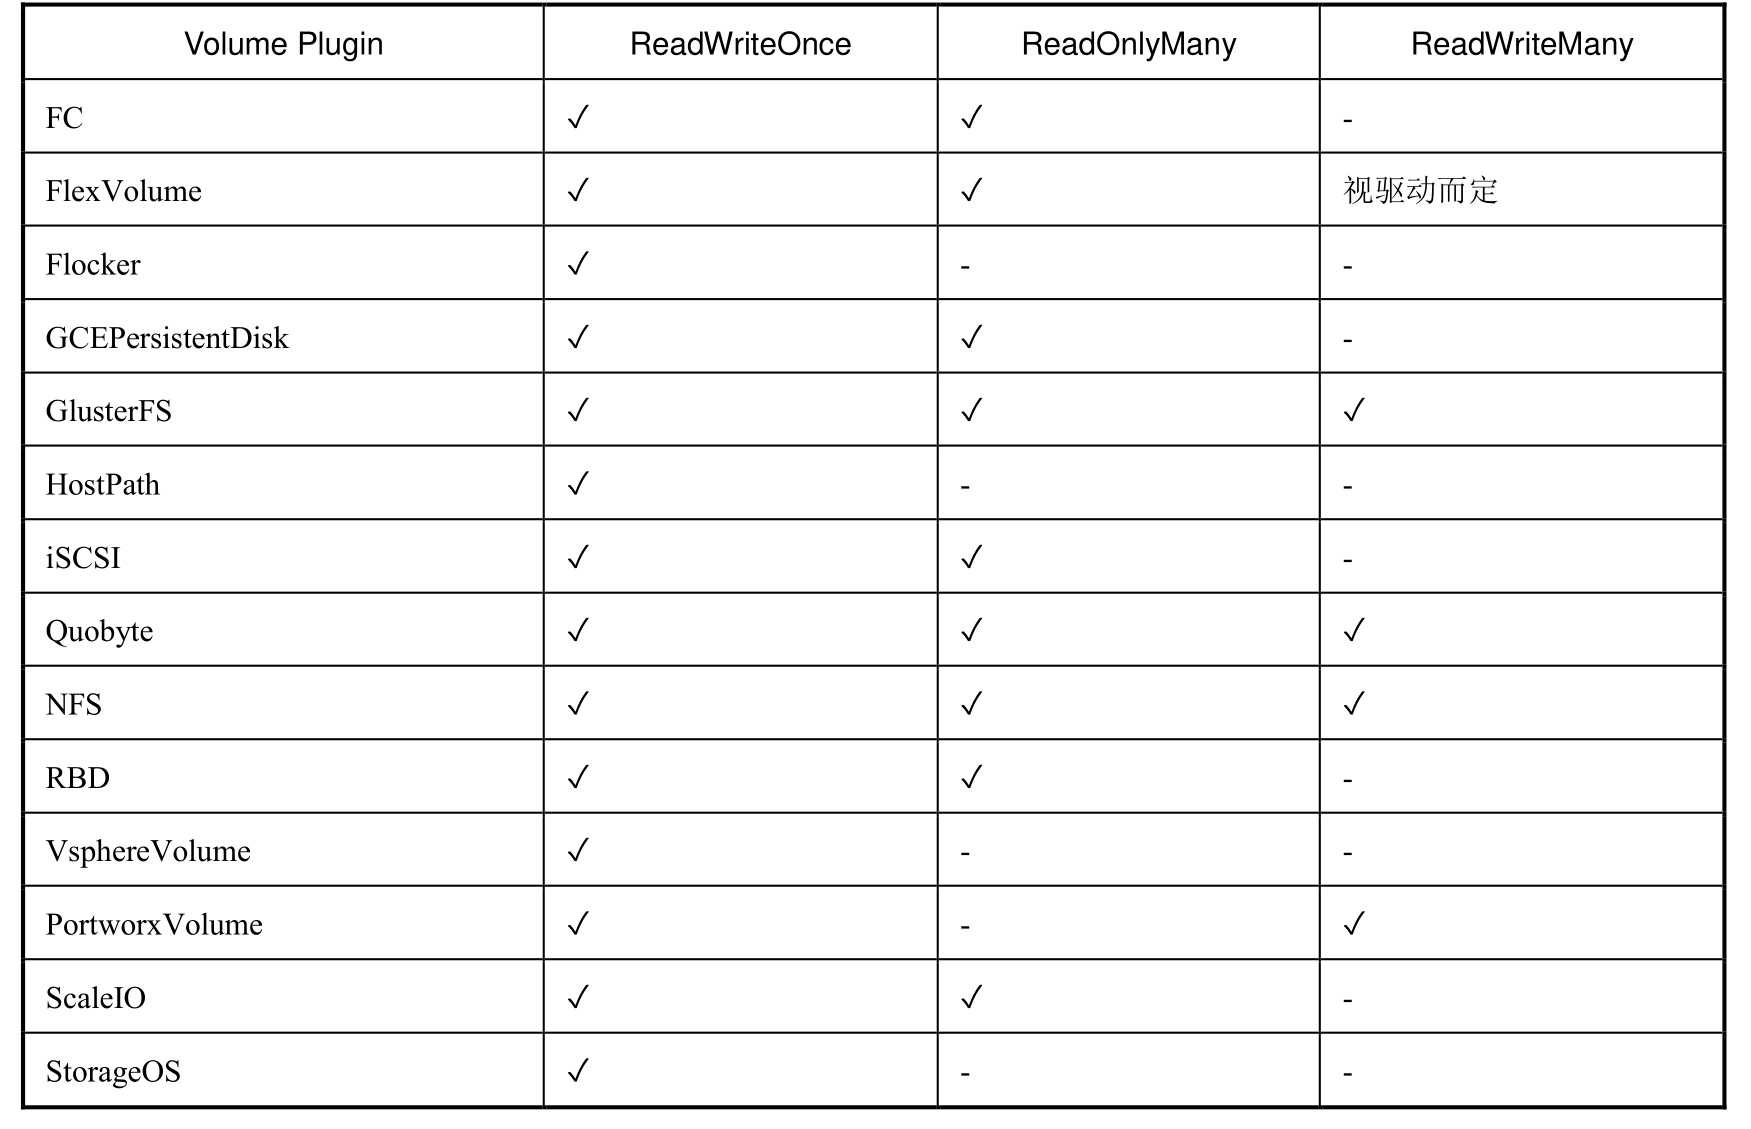 Volume Plugin ReadWriteOnce ReadOnlyMany ReadWriteMany
FC ✓ ✓ -
FlexVolume ✓ ✓ 视驱动而定
Flocker ✓ - -
GCEPersistentDisk ✓ ✓ -
GlusterFS ✓ ✓ ✓
HostPath ✓ - -
iSCSI ✓ ✓ -
Quobyte ✓ ✓ ✓
NFS ✓ ✓ ✓
RBD ✓ ✓ -
VsphereVolume ✓ - -
PortworxVolume ✓ - ✓
ScaleIO ✓ ✓ -
StorageOS ✓ - -